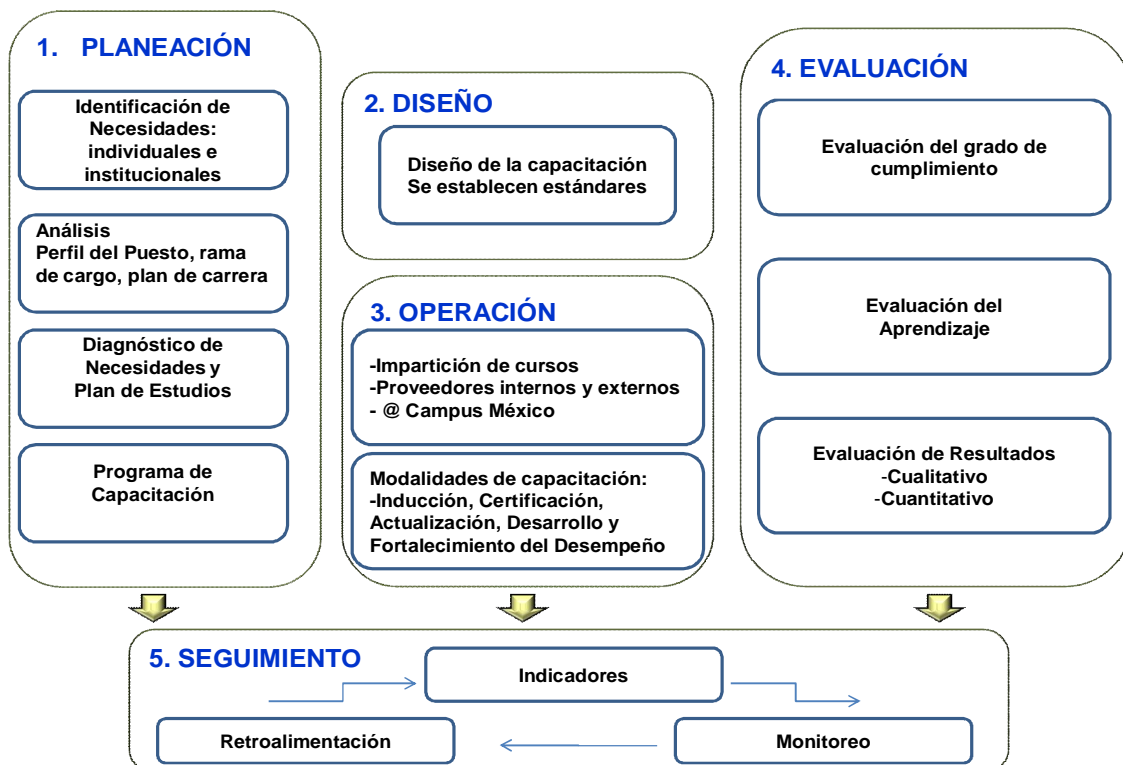 1. PLANEACIÓN
Identificación de
Necesidades:
individuales e
institucionales
Análisis
Perfil del Puesto, rama
de cargo, plan de carrera
Diagnóstico de
Necesidades y
Plan de Estudios
Programa de
Capacitación
2. DISEÑO
Diseño de la capacitación
Se establecen estándares
3. OPERACIÓN
-Impartición de cursos
-Proveedores internos y externos
- @ Campus México
Modalidades de capacitación:
-Inducción, Certificación,
Actualización, Desarrollo y
Fortalecimiento del Desempeño
4. EVALUACIÓN
Evaluación del grado de
cumplimiento
Evaluación del
Aprendizaje
Evaluación de Resultados
-Cualitativo
-Cuantitativo
5. SEGUIMIENTO
Indicadores
Retroalimentación
Monitoreo